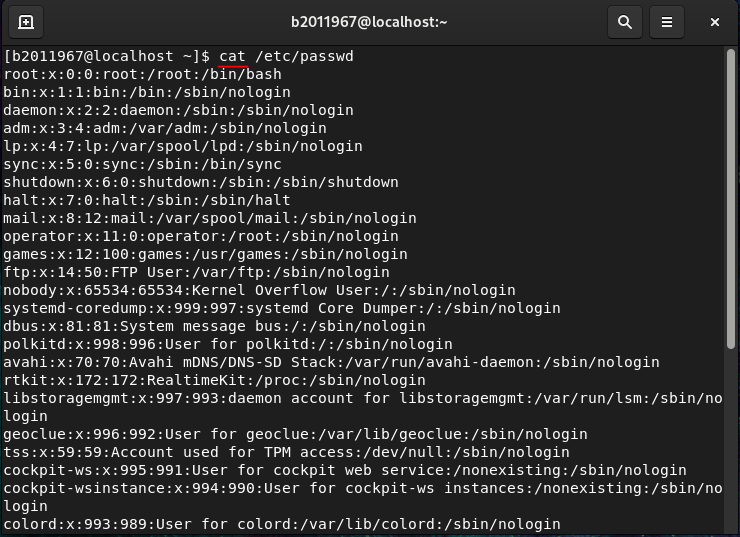 b2011967@localhost:~
[b2011967@localhost ~]$ cat /etc/passwd
root:x:0:0:root:/root:/bin/bash
bin:x:1:1:bin:/bin:/sbin/nologin
daemon:x:2:2:daemon:/sbin:/sbin/nologin
adm:x:3:4:adm:/var/adm:/sbin/nologin
lp:x:4:7:lp:/var/spool/lpd:/sbin/nologin
sync:x:5:0:sync:/sbin:/bin/sync
shutdown:x:6:0:shutdown:/sbin:/sbin/shutdown
halt:x:7:0:halt:/sbin:/sbin/halt
mail:x:8:12:mail:/var/spool/mail:/sbin/nologin
operator:x:11:0:operator:/root:/sbin/nologin
games:x:12:100:games:/usr/games:/sbin/nologin
ftp:x:14:50:FTP User:/var/ftp:/sbin/nologin
nobody:x:65534:65534:Kernel Overflow User:/:/sbin/nologin
systemd-coredump:x:999:997:systemd Core Dumper:/:/sbin/nologin
dbus:x:81:81:System message bus:/:/sbin/nologin
polkitd:x:998:996:User for polkitd:/:/sbin/nologin
avahi:x:70:70:Avahi mDNS/DNS-SD Stack:/var/run/avahi-daemon:/sbin/nologin
rtkit:x:172:172:RealtimeKit:/proc:/sbin/nologin
libstoragemgmt:x:997:993:daemon account for libstoragemgmt:/var/run/lsm:/sbin/no
login
geoclue:x:996:992:User for geoclue:/var/lib/geoclue:/sbin/nologin
tss:x:59:59:Account used for TPM access:/dev/null:/sbin/nologin
cockpit-ws:x:995:991:User for cockpit web service:/nonexisting:/sbin/nologin
cockpit-wsinstance:x:994:990:User for cockpit-ws instances:/nonexisting:/sbin/no
login
colord:x:993:989:User for colord:/var/lib/colord:/sbin/nologin